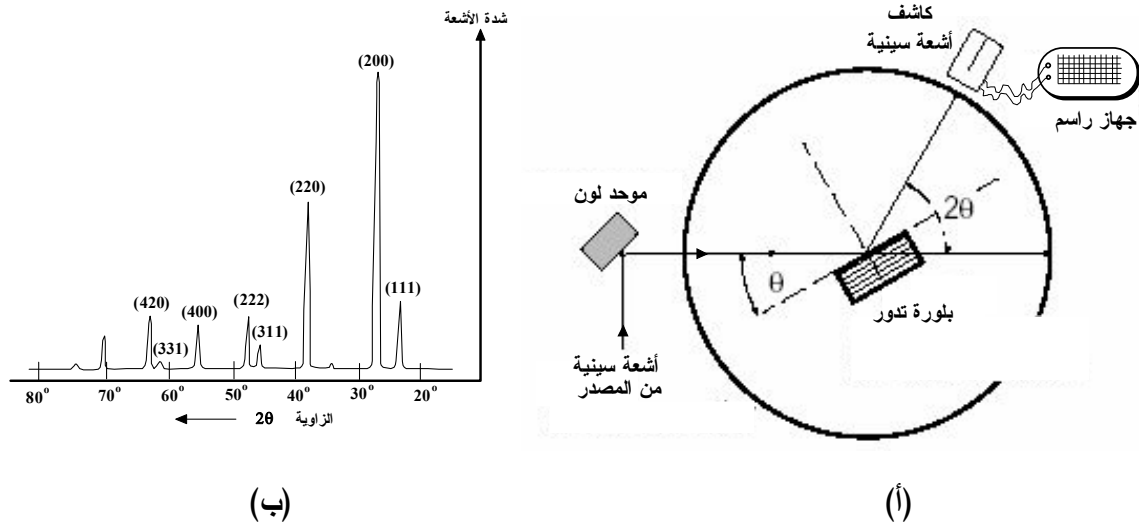 كاشف
أشعة سينية
جهاز راسم
موحد لون
2θ
θ
بلورة تدور
أشعة سينية
من المصدر
(أ)
شدة الأشعة
(200)
(220)
(111)
(420)
(400)
(222)
(331)
(311)
80° 70° 60° 50° 40° 30° 20°
الزاوية 2θ
(ب)